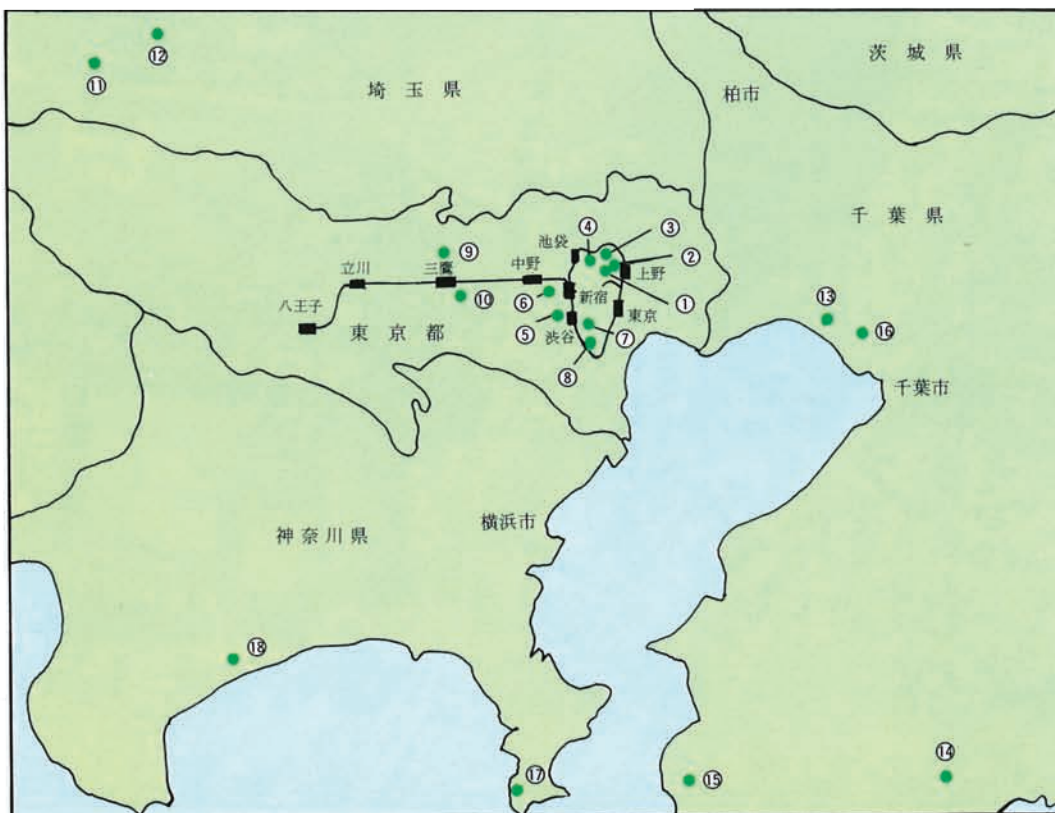 ⑫
⑪
茨城県
埼玉県
柏市
千葉県
④
③
⑨
池袋
②
立川
三鷹
中野
上野
八王子
⑩
⑥
新宿
①
東京
⑬
⑯
東京都
⑤
渋谷
⑦
⑧
千葉市
横浜市
神奈川県
⑱
⑰
⑮
⑭